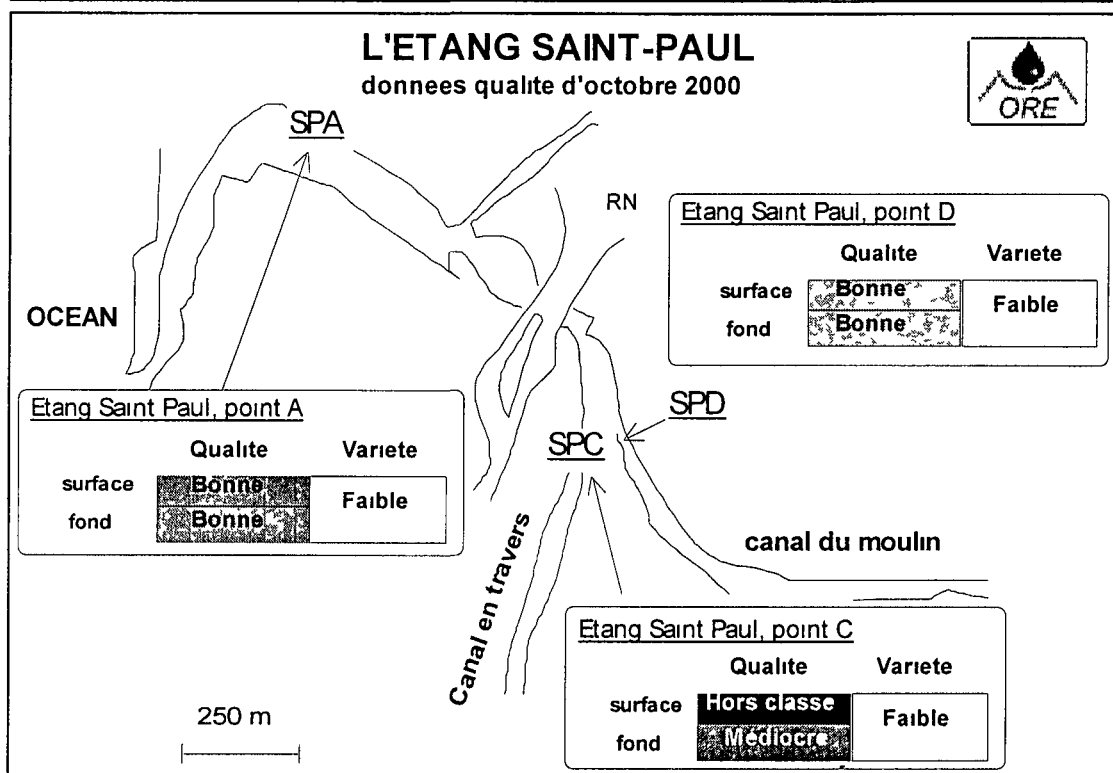 L'ETANG SAINT-PAUL
donnees qualite d'octobre 2000
ORE
SPA
RN
OCEAN
Etang Saint Paul, point D
Qualite Variete
surface Bonne Faible
fond Bonne
Etang Saint Paul, point A
Qualite Variete
surface Bonne Faible
fond Bonne
SPD
SPC
canal du moulin
Canal en travers
Etang Saint Paul, point C
Qualite Variete
surface Hors classe Faible
fond Médiocre
250 m